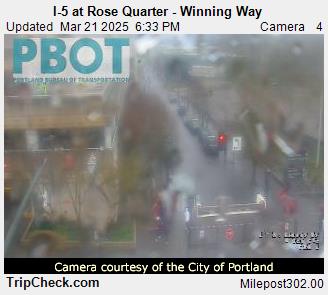 I-5 at Rose Quarter - Winning Way
Updated Mar 21 2025 6:33 PM Camera 4
PBOT
PORTLAND BUREAU OF TRANSPORTATION
Camera courtesy of the City of Portland
TripCheck.com Milepost302.00